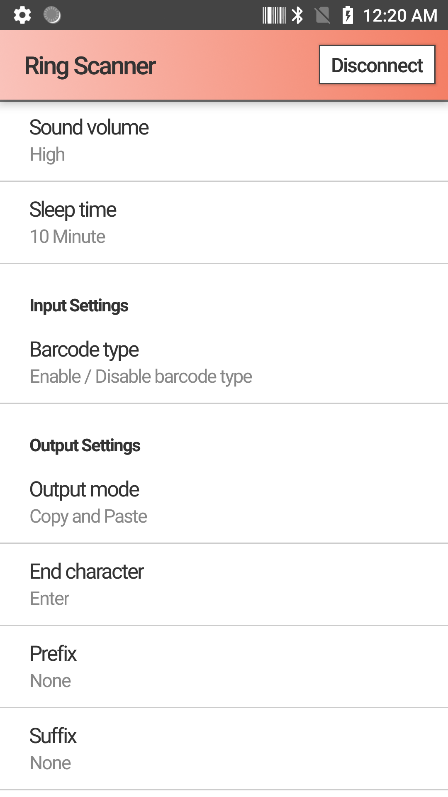 12:20 AM
Ring Scanner
Disconnect
Sound volume
High
Sleep time
10 Minute
Input Settings
Barcode type
Enable / Disable barcode type
Output Settings
Output mode
Copy and Paste
End character
Enter
Prefix
None
Suffix
None